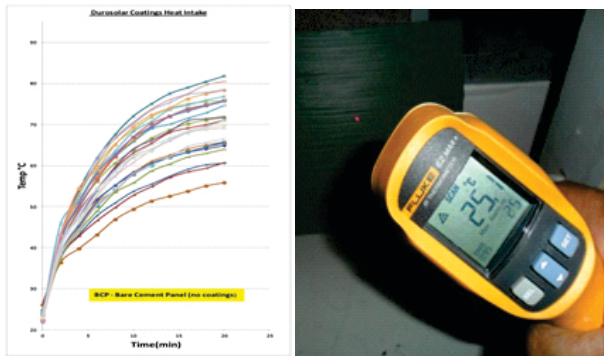 Durosolar Coatings Heat Intake
90
80
70
60
50
40
30
20
Temp °C
0
5
10
15
20
25
Time(min)
BCP - Bare Cement Panel (no coatings)
FLUKE
62 MAX+
SCAN
°C
25.1
SET